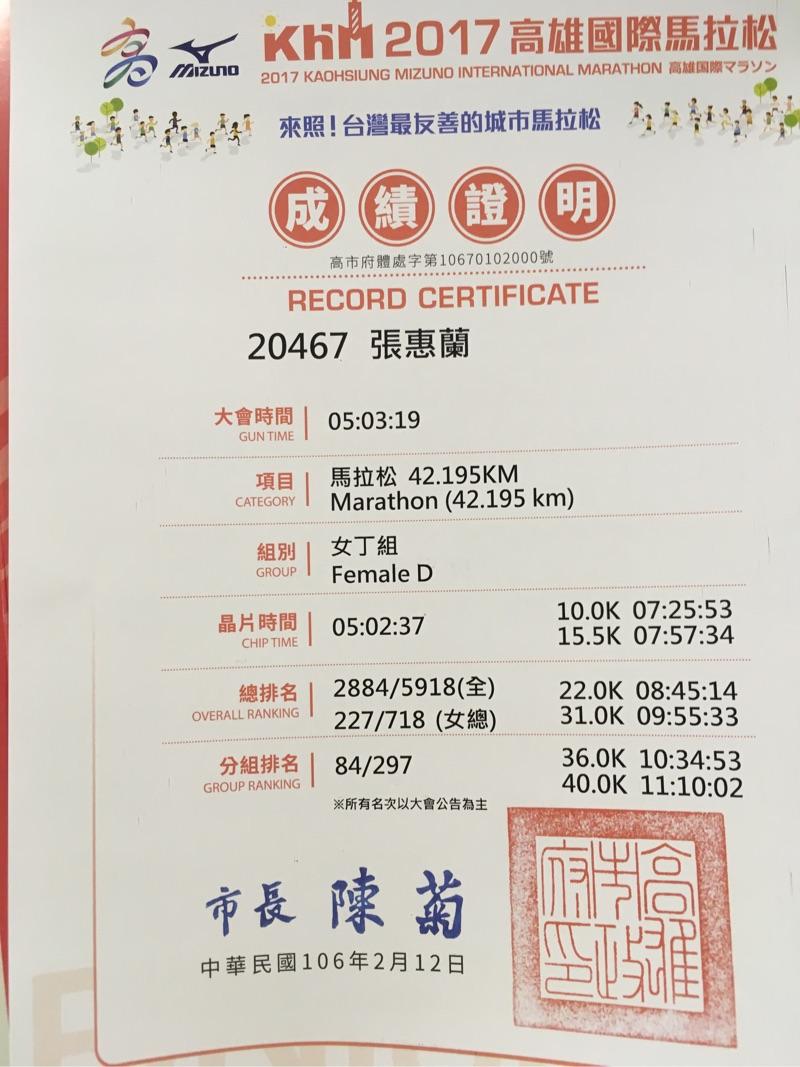 MIZUNO KhM 2017 高雄國際馬拉松
2017 KAOHSIUNG MIZUNO INTERNATIONAL MARATHON 高雄国際マラソン
來照!台灣最友善的城市馬拉松
成績證明
高市府體處字第10670102000號
RECORD CERTIFICATE
20467 張惠蘭
大會時間 05:03:19
GUN TIME
項目 馬拉松 42.195KM
CATEGORY Marathon (42.195 km)
組別 女丁組
GROUP Female D
晶片時間 05:02:37 10.0K 07:25:53
CHIP TIME 15.5K 07:57:34
總排名 2884/5918(全) 22.0K 08:45:14
OVERALL RANKING 227/718 (女總) 31.0K 09:55:33
分組排名 84/297 36.0K 10:34:53
GROUP RANKING 40.0K 11:10:02
※所有名次以大會公告為主
市長 陳菊
中華民國106年2月12日
高雄市政府印